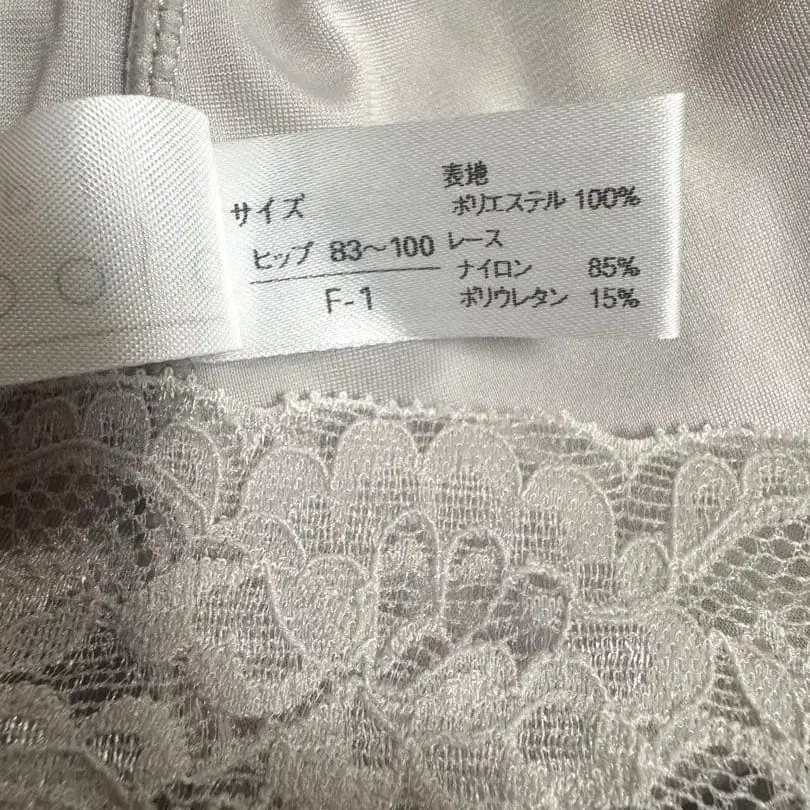 サイズ
ヒップ 83～100
F-1
表地
ポリエステル 100%
レース
ナイロン 85%
ポリウレタン 15%